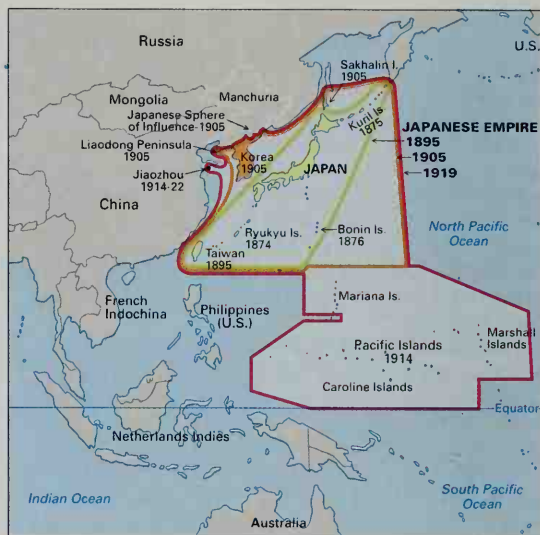 Russia
U.S.
Sakhalin I.
1905
Mongolia
Manchuria
Japanese Sphere
of Influence-1905
Kuril Is.
1875
JAPANESE EMPIRE
1895
1905
1919
Liaodong Peninsula
1905
Korea
1905
JAPAN
Jiaozhou
1914-22
China
Ryukyu Is.
1874
Bonin Is.
1876
North Pacific
Ocean
Taiwan
1895
French
Indochina
Philippines
(U.S.)
Mariana Is.
Pacific Islands
1914
Marshall
Islands
Caroline Islands
Equator
Netherlands Indies
Indian Ocean
South Pacific
Ocean
Australia